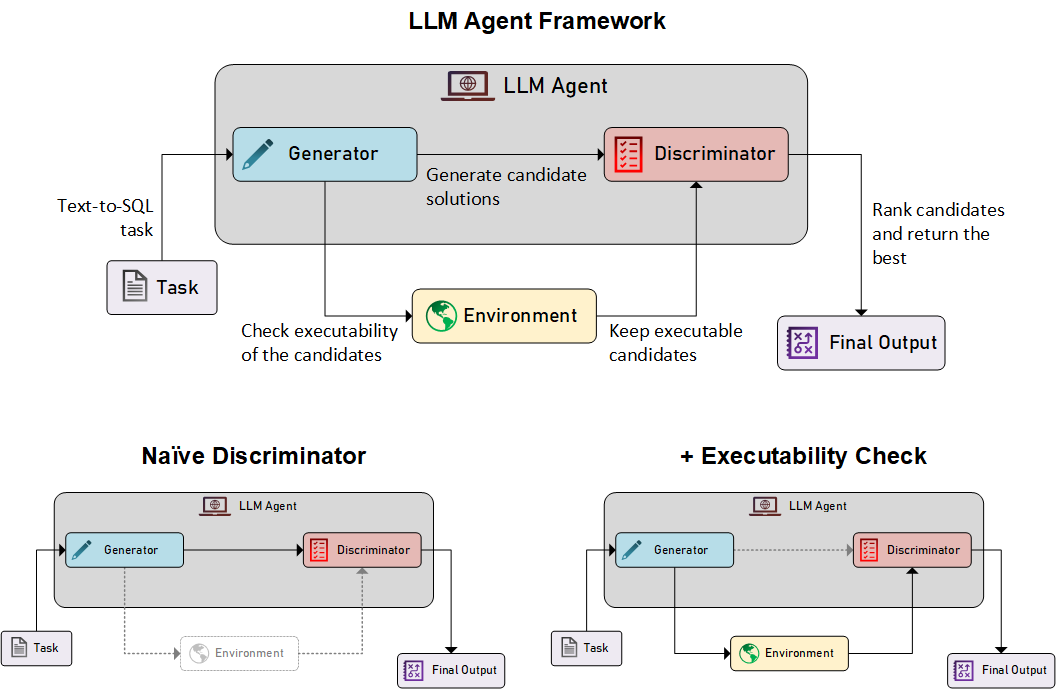 LLM Agent Framework
LLM Agent
Generator
Discriminator
Generate candidate
solutions
Text-to-SQL
task
Rank candidates
and return the
best
Task
Environment
Check executability
of the candidates
Keep executable
candidates
Final Output
Naïve Discriminator
LLM Agent
Generator
Discriminator
Task
Environment
Final Output
+ Executability Check
LLM Agent
Generator
Discriminator
Task
Environment
Final Output